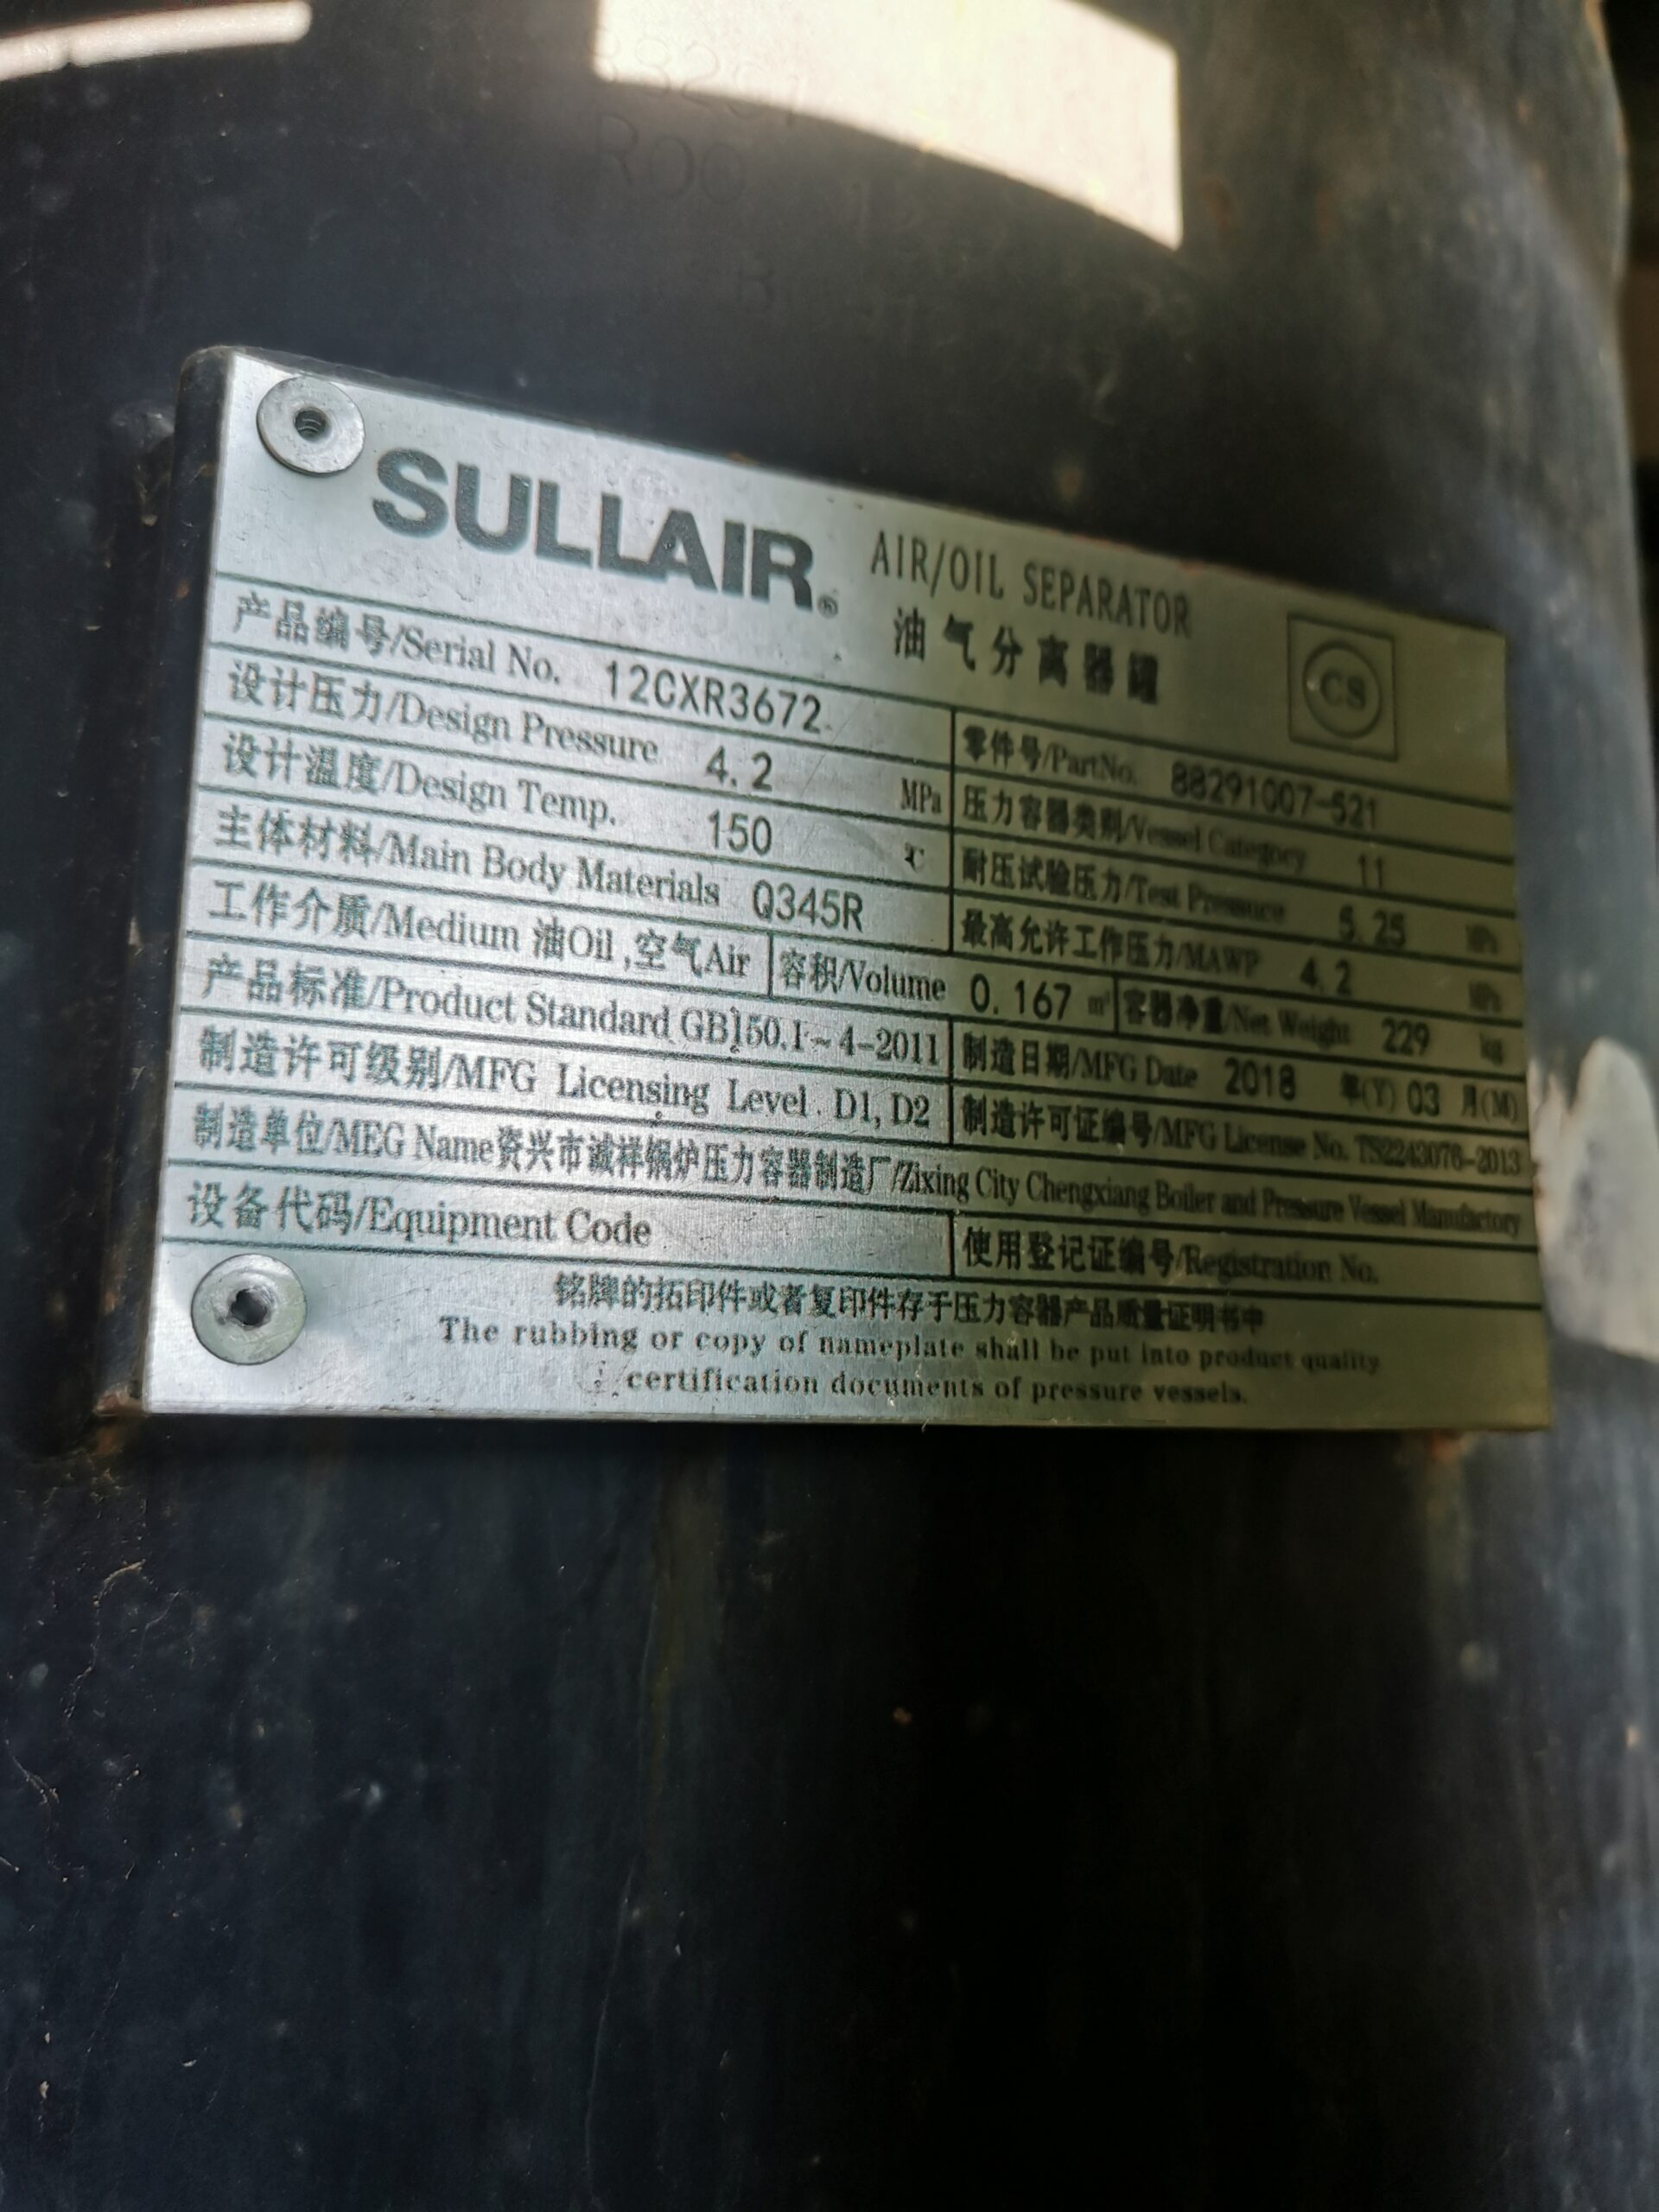 SULLAIR® AIR/OIL SEPARATOR
油气分离器罐
CS
产品编号/Serial No. 12CXR3672
零件号/PartNo. 88291007-521
设计压力/Design Pressure 4.2 MPa
压力容器类别/Vessel Category 11
设计温度/Design Temp. 150 ℃
耐压试验压力/Test Pressure 5.25 MPa
主体材料/Main Body Materials Q345R
最高允许工作压力/MAWP 4.2 MPa
工作介质/Medium 油Oil,空气Air 容积/Volume 0.167 m³ 容器净重/Net Weight 229 kg
产品标准/Product Standard GB150.1~4-2011
制造日期/MFG Date 2018 年(Y) 03 月(M)
制造许可级别/MFG Licensing Level D1, D2
制造许可证编号/MFG License No. TS2243076-2013
制造单位/MEG Name资兴市诚祥锅炉压力容器制造厂/Zixing City Chengxiang Boiler and Pressure Vessel Manufactory
设备代码/Equipment Code
使用登记证编号/Registration No.
铭牌的拓印件或者复印件存于压力容器产品质量证明书中
The rubbing or copy of nameplate shall be put into product quality
certification documents of pressure vessels.